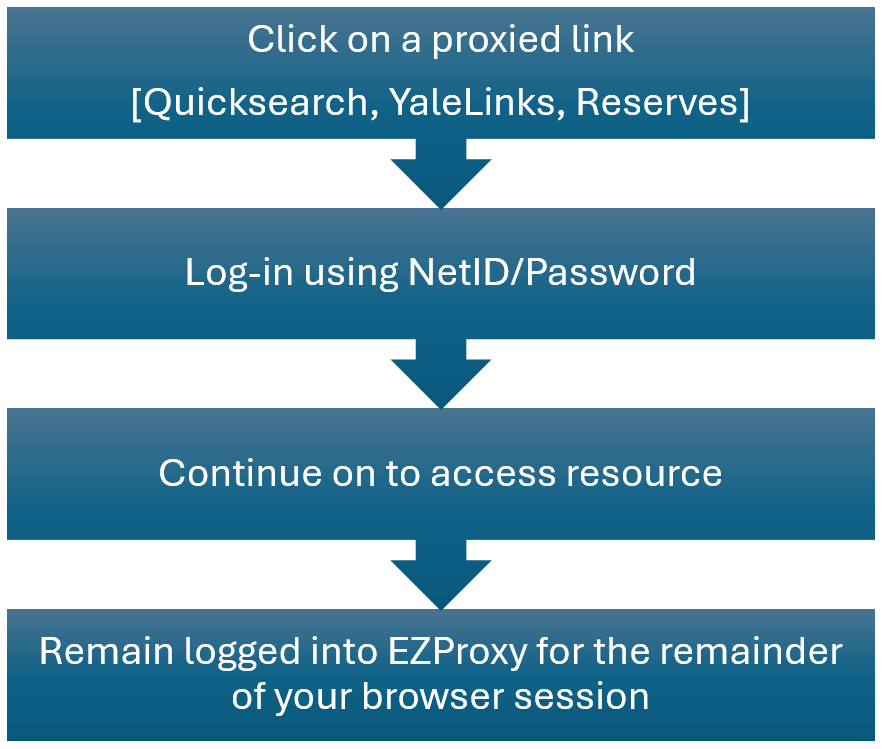 Click on a proxied link
[Quicksearch, YaleLinks, Reserves]
Log-in using NetID/Password
Continue on to access resource
Remain logged into EZProxy for the remainder
of your browser session